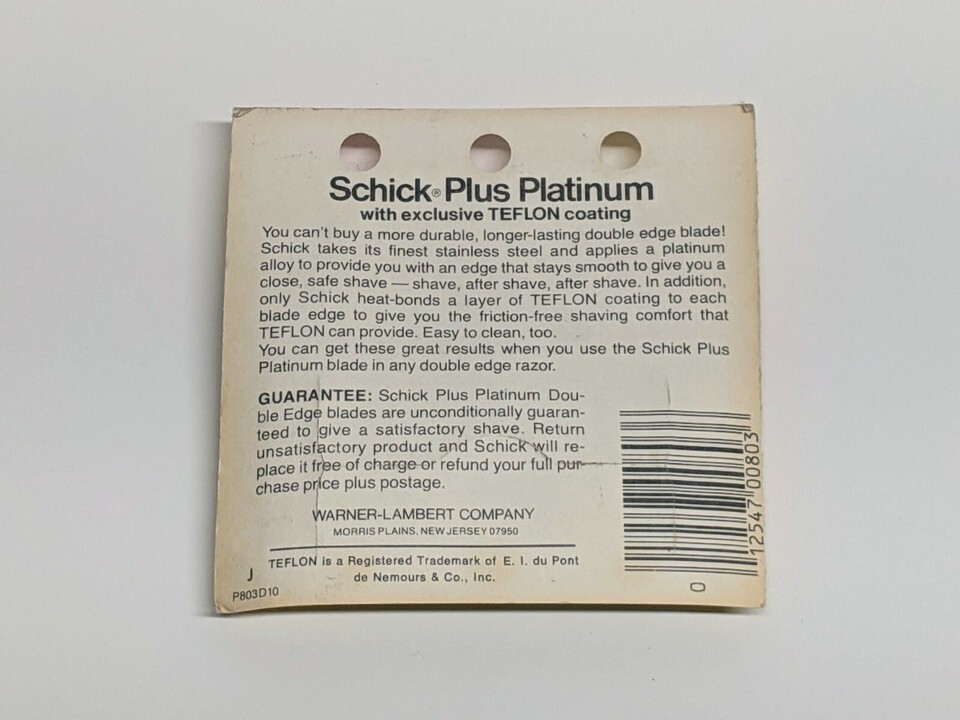 Schick® Plus Platinum
with exclusive TEFLON coating
You can't buy a more durable, longer-lasting double edge blade!
Schick takes its finest stainless steel and applies a platinum
alloy to provide you with an edge that stays smooth to give you a
close, safe shave — shave, after shave, after shave. In addition,
only Schick heat-bonds a layer of TEFLON coating to each
blade edge to give you the friction-free shaving comfort that
TEFLON can provide. Easy to clean, too.
You can get these great results when you use the Schick Plus
Platinum blade in any double edge razor.
GUARANTEE: Schick Plus Platinum Dou-
ble Edge blades are unconditionally guaran-
teed to give a satisfactory shave. Return
unsatisfactory product and Schick will re-
place it free of charge or refund your full pur-
chase price plus postage.
WARNER-LAMBERT COMPANY
MORRIS PLAINS, NEW JERSEY 07950
TEFLON is a Registered Trademark of E. I. du Pont
de Nemours & Co., Inc.
J
P803D10
12547 00803
0